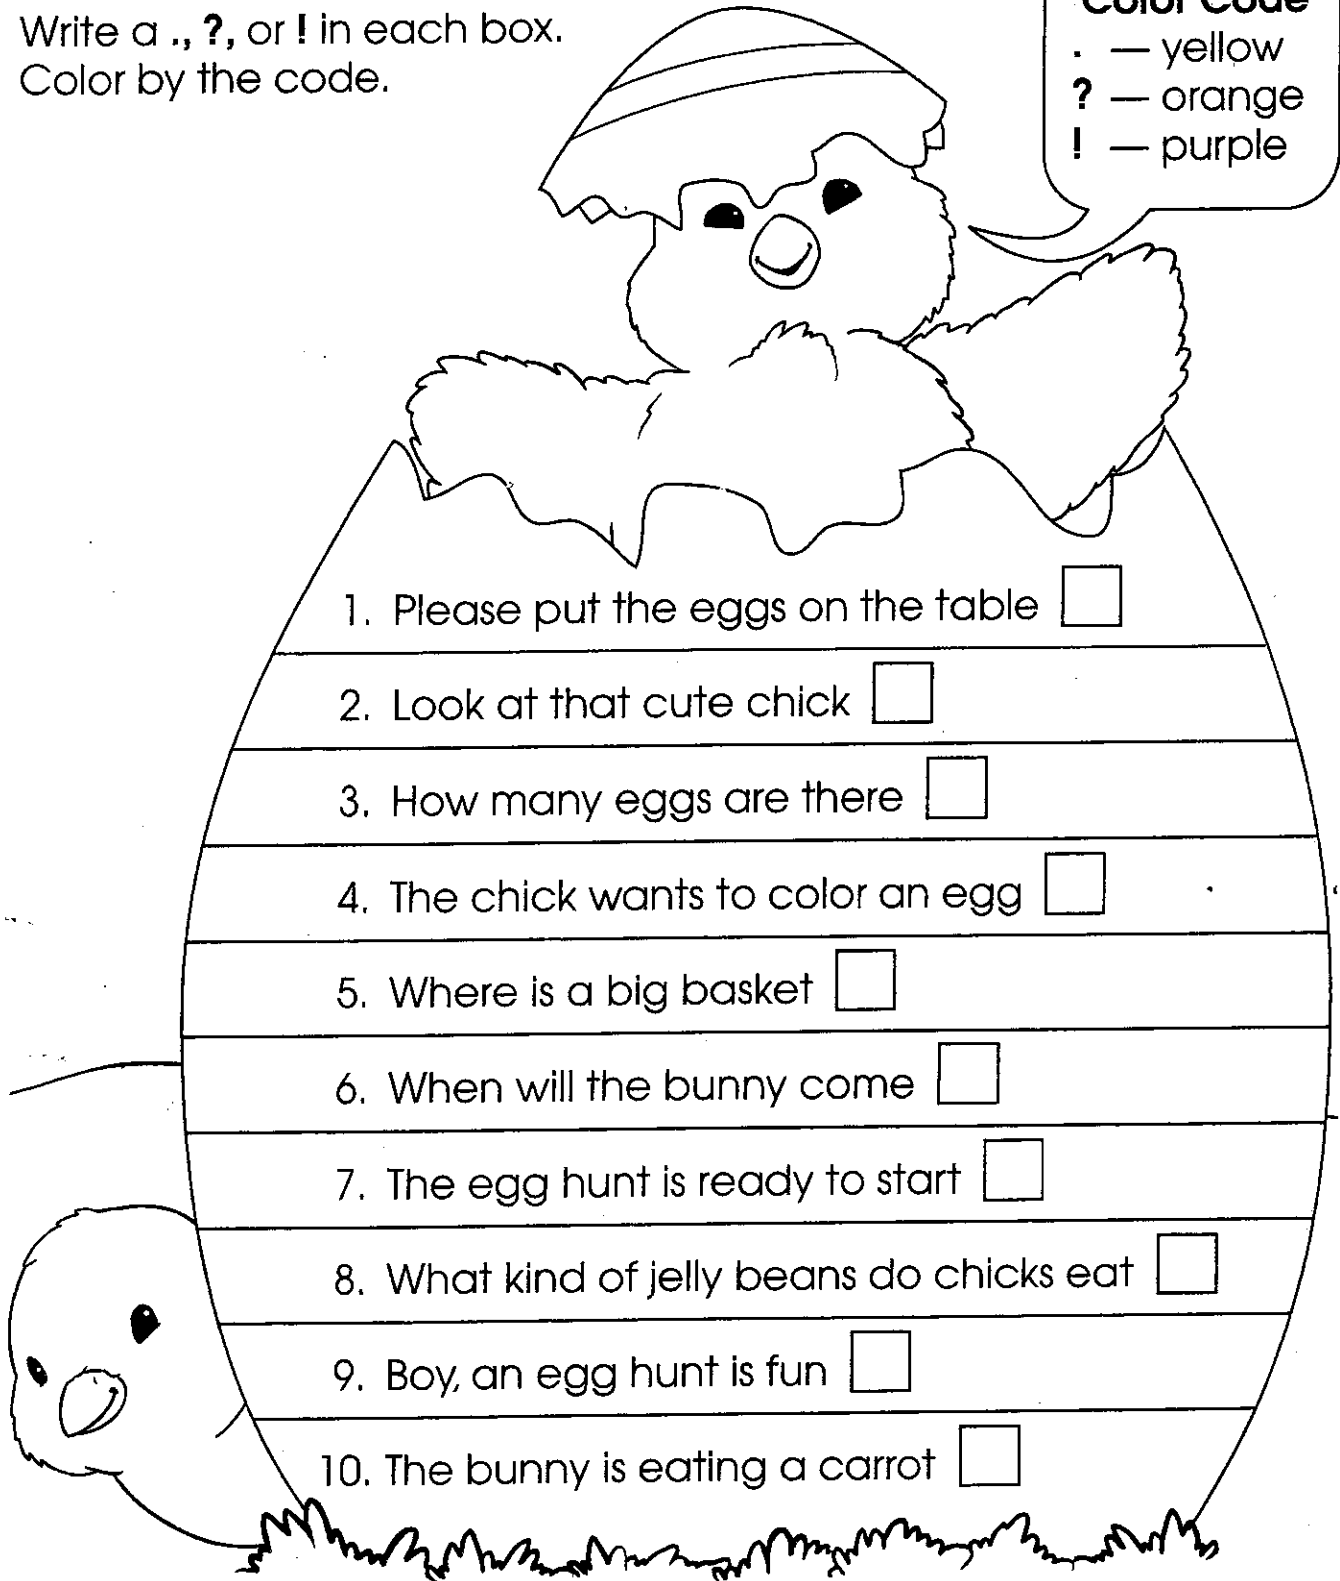 Write a ., ?, or ! in each box.
Color by the code.
Color Code
. — yellow
? — orange
! — purple
1. Please put the eggs on the table
2. Look at that cute chick
3. How many eggs are there
4. The chick wants to color an egg
5. Where is a big basket
6. When will the bunny come
7. The egg hunt is ready to start
8. What kind of jelly beans do chicks eat
9. Boy, an egg hunt is fun
10. The bunny is eating a carrot